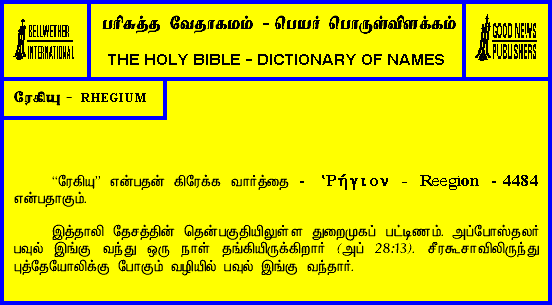 BELLWETHER
INTERNATIONAL
பரிசுத்த வேதாகமம் - பெயர் பொருள்விளக்கம்
THE HOLY BIBLE - DICTIONARY OF NAMES
GOOD NEWS
PUBLISHERS
ரேகியு - RHEGIUM
“ரேகியு” என்பதன் கிரேக்க வார்த்தை - Ῥήγιον - Reegion - 4484
என்பதாகும்.
இத்தாலி தேசத்தின் தென்பகுதியிலுள்ள துறைமுகப் பட்டிணம். அப்போஸ்தலர்
பவுல் இங்கு வந்து ஒரு நாள் தங்கியிருக்கிறார் (அப் 28:13). சீரகூசாவிலிருந்து
புத்தேயோலிக்கு போகும் வழியில் பவுல் இங்கு வந்தார்.